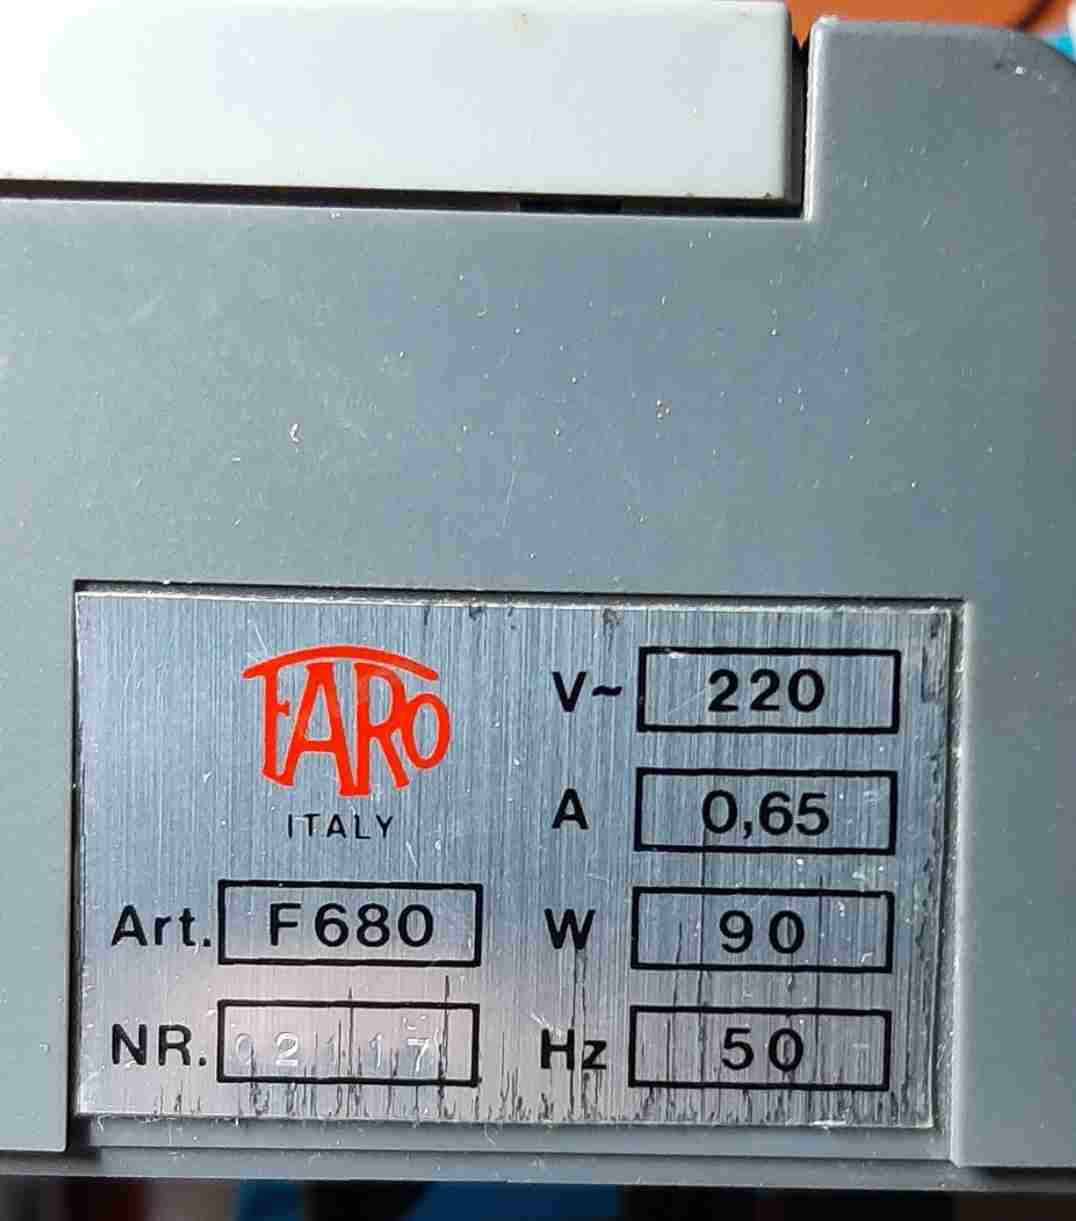 FARO
ITALY
V~ 220
A 0,65
Art. F680
W 90
NR. 02117
Hz 50